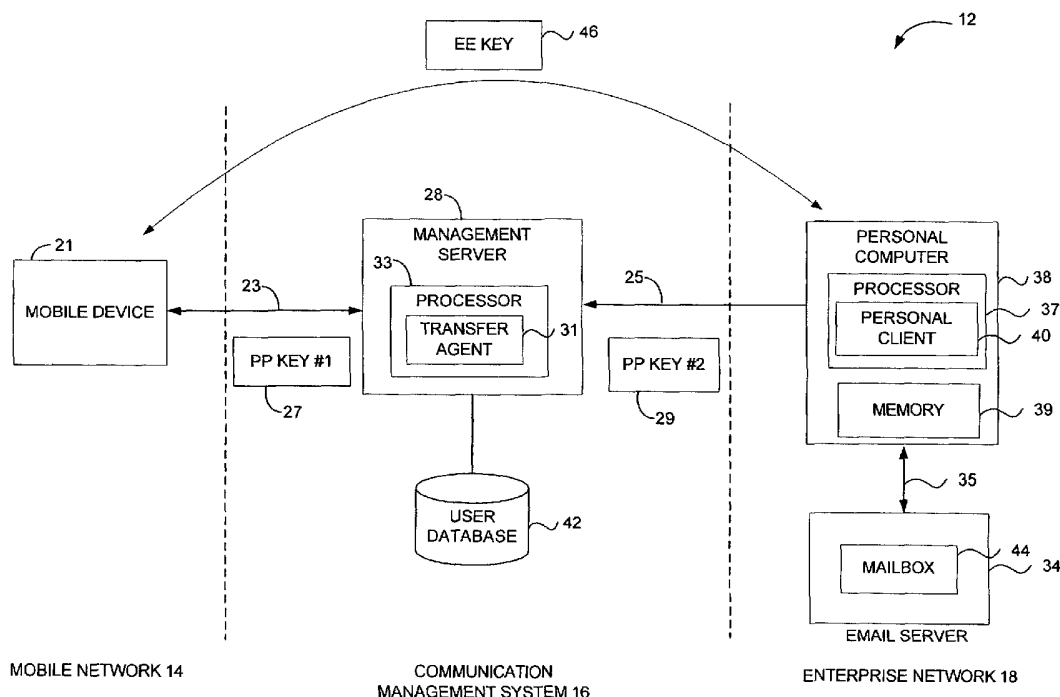 12
EE KEY
46
28
MANAGEMENT
SERVER
33
PROCESSOR
TRANSFER
AGENT
31
21
MOBILE DEVICE
23
PP KEY #1
27
25
PP KEY #2
29
PERSONAL
COMPUTER
38
PROCESSOR
37
PERSONAL
CLIENT
40
MEMORY
39
35
USER
DATABASE
42
MAILBOX
44
34
EMAIL SERVER
MOBILE NETWORK 14
COMMUNICATION
MANAGEMENT SYSTEM 16
ENTERPRISE NETWORK 18